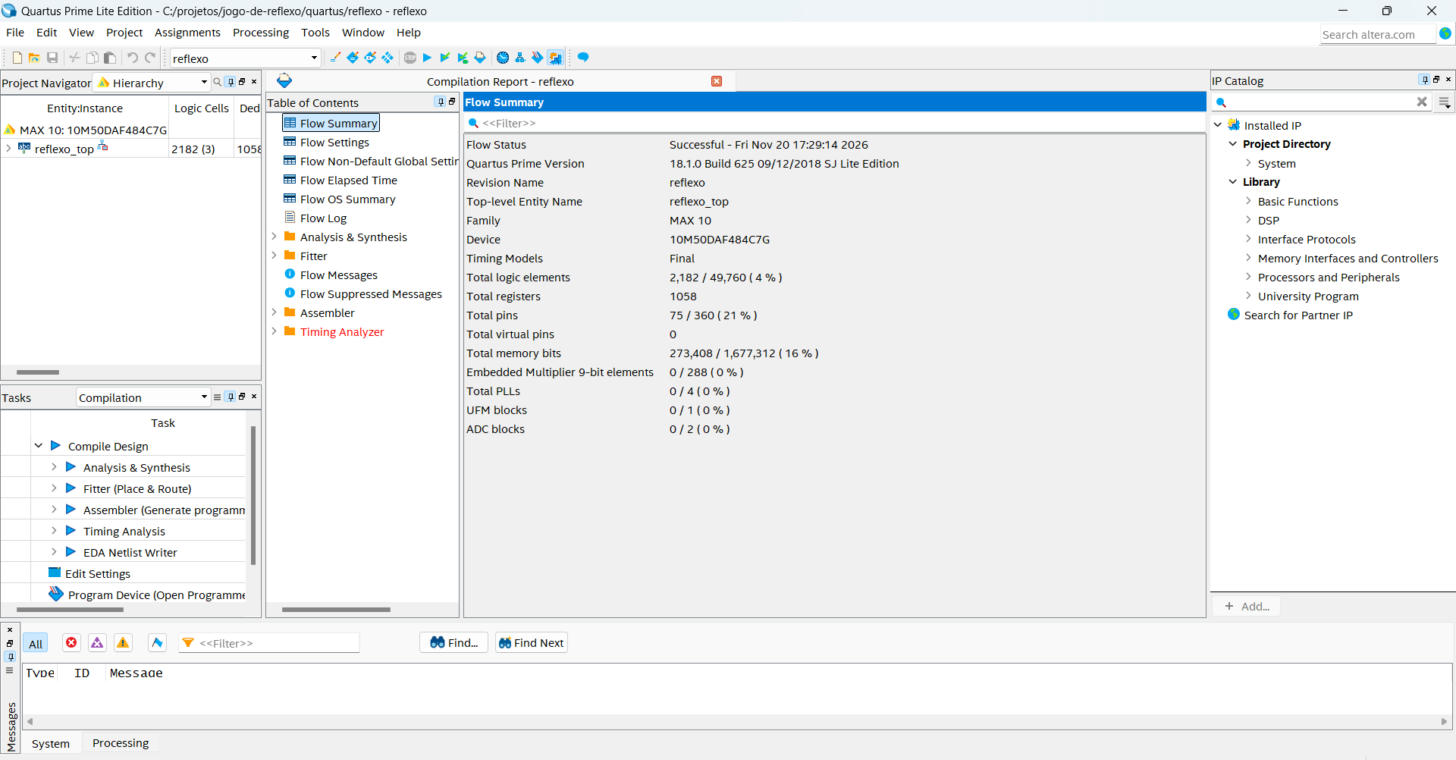 Quartus Prime Lite Edition - C:/projetos/jogo-de-reflexo/quartus/reflexo - reflexo
File Edit View Project Assignments Processing Tools Window Help
Search altera.com
reflexo
Project Navigator Hierarchy
Entity:Instance Logic Cells Ded
MAX 10: 10M50DAF484C7G
reflexo_top 2182 (3) 1058
Tasks Compilation
Task
Compile Design
Analysis & Synthesis
Fitter (Place & Route)
Assembler (Generate programm
Timing Analysis
EDA Netlist Writer
Edit Settings
Program Device (Open Programme
Compilation Report - reflexo
Table of Contents
Flow Summary
Flow Settings
Flow Non-Default Global Settin
Flow Elapsed Time
Flow OS Summary
Flow Log
Analysis & Synthesis
Fitter
Flow Messages
Flow Suppressed Messages
Assembler
Timing Analyzer
Flow Summary
<<Filter>>
Flow Status Successful - Fri Nov 20 17:29:14 2026
Quartus Prime Version 18.1.0 Build 625 09/12/2018 SJ Lite Edition
Revision Name reflexo
Top-level Entity Name reflexo_top
Family MAX 10
Device 10M50DAF484C7G
Timing Models Final
Total logic elements 2,182 / 49,760 ( 4 % )
Total registers 1058
Total pins 75 / 360 ( 21 % )
Total virtual pins 0
Total memory bits 273,408 / 1,677,312 ( 16 % )
Embedded Multiplier 9-bit elements 0 / 288 ( 0 % )
Total PLLs 0 / 4 ( 0 % )
UFM blocks 0 / 1 ( 0 % )
ADC blocks 0 / 2 ( 0 % )
IP Catalog
Installed IP
Project Directory
System
Library
Basic Functions
DSP
Interface Protocols
Memory Interfaces and Controllers
Processors and Peripherals
University Program
Search for Partner IP
+ Add...
All <<Filter>> Find... Find Next
Type ID Message
Messages
System Processing